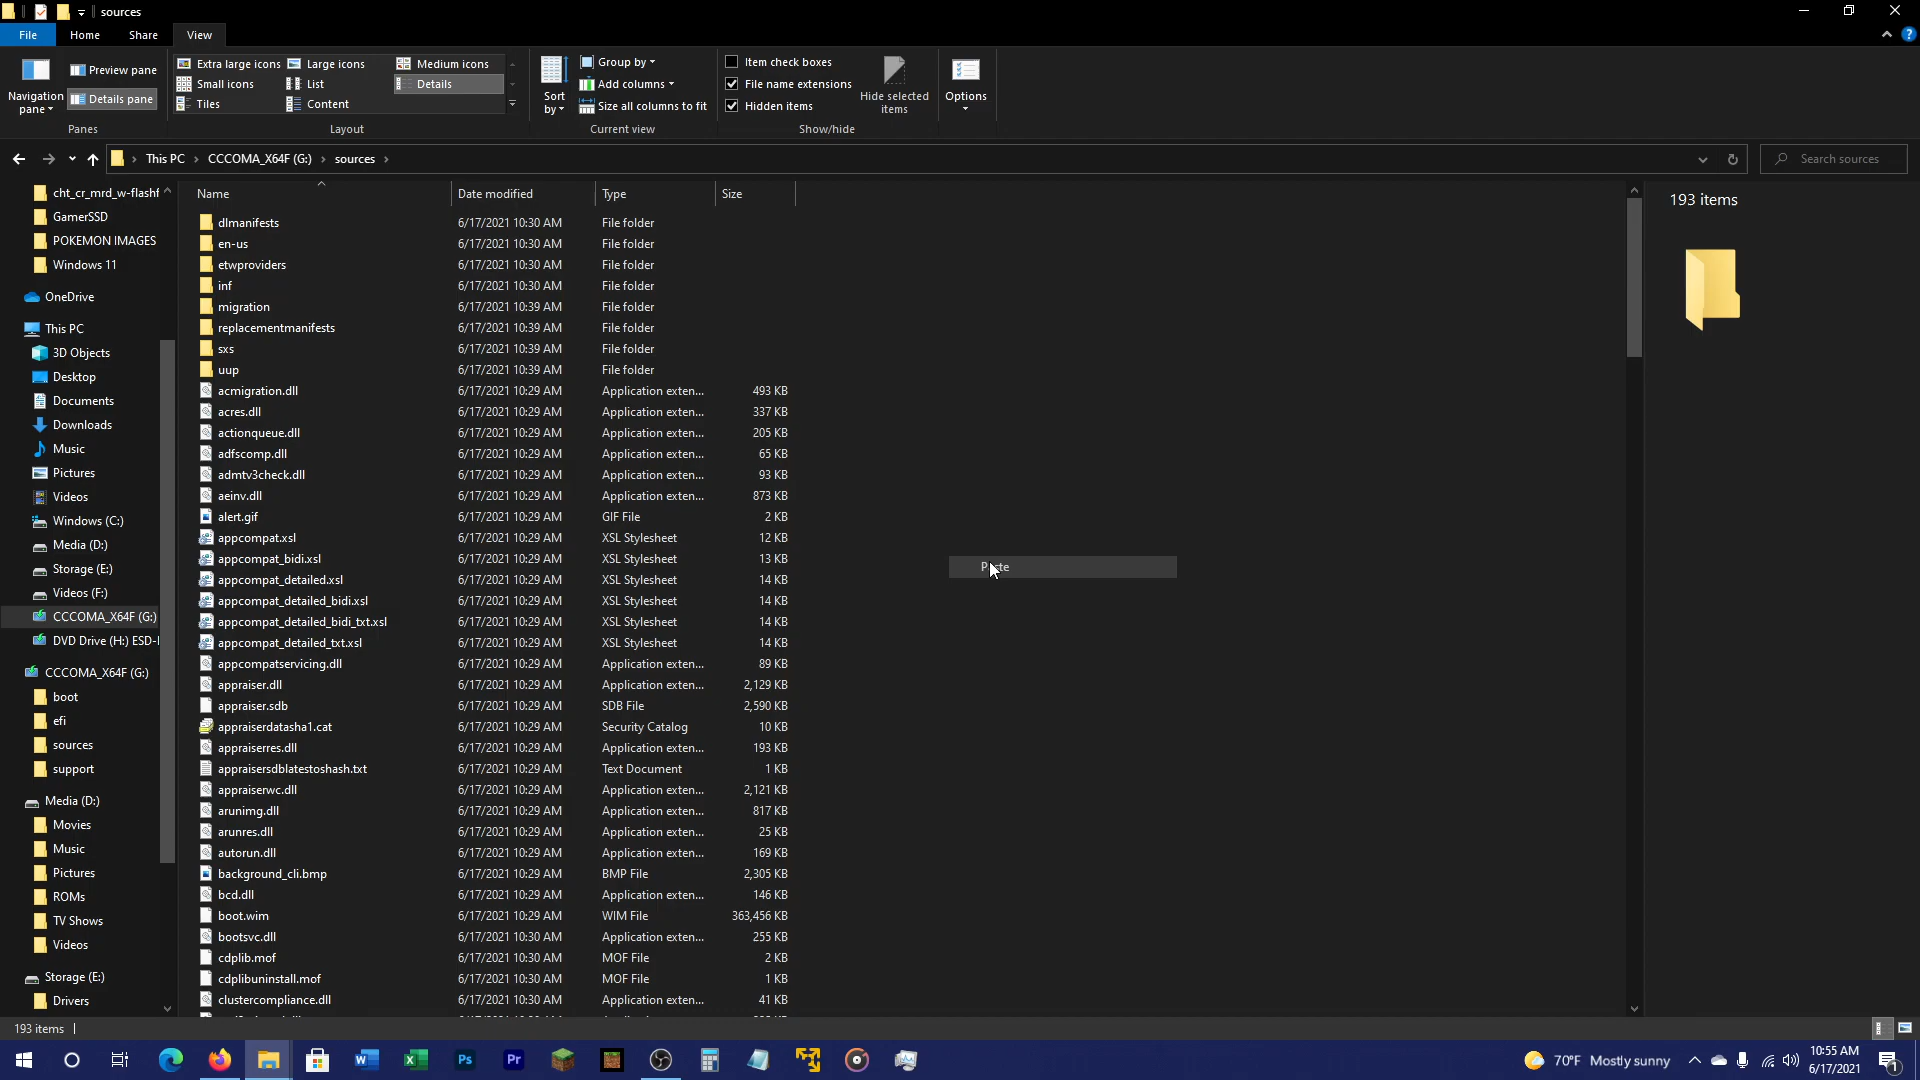 sources
File
Home
Share
View
Navigation pane
Preview pane
Details pane
Panes
Extra large icons
Large icons
Medium icons
Small icons
List
Details
Tiles
Content
Layout
Sort by
Group by
Add columns
Size all columns to fit
Current view
Item check boxes
File name extensions
Hidden items
Hide selected items
Show/hide
Options
This PC > CCCOMA_X64F (G:) > sources >
Search sources
cht_cr_mrd_w-flashf
GamerSSD
POKEMON IMAGES
Windows 11
OneDrive
This PC
3D Objects
Desktop
Documents
Downloads
Music
Pictures
Videos
Windows (C:)
Media (D:)
Storage (E:)
Videos (F:)
CCCOMA_X64F (G:)
DVD Drive (H:) ESD-I
CCCOMA_X64F (G:)
boot
efi
sources
support
Media (D:)
Movies
Music
Pictures
ROMs
TV Shows
Videos
Storage (E:)
Drivers
Name Date modified Type Size
dlmanifests 6/17/2021 10:30 AM File folder
en-us 6/17/2021 10:30 AM File folder
etwproviders 6/17/2021 10:30 AM File folder
inf 6/17/2021 10:30 AM File folder
migration 6/17/2021 10:39 AM File folder
replacementmanifests 6/17/2021 10:39 AM File folder
sxs 6/17/2021 10:39 AM File folder
uup 6/17/2021 10:39 AM File folder
acmigration.dll 6/17/2021 10:29 AM Application exten... 493 KB
acres.dll 6/17/2021 10:29 AM Application exten... 337 KB
actionqueue.dll 6/17/2021 10:29 AM Application exten... 205 KB
adfscomp.dll 6/17/2021 10:29 AM Application exten... 65 KB
admtv3check.dll 6/17/2021 10:29 AM Application exten... 93 KB
aeinv.dll 6/17/2021 10:29 AM Application exten... 873 KB
alert.gif 6/17/2021 10:29 AM GIF File 2 KB
appcompat.xsl 6/17/2021 10:29 AM XSL Stylesheet 12 KB
appcompat_bidi.xsl 6/17/2021 10:29 AM XSL Stylesheet 13 KB
appcompat_detailed.xsl 6/17/2021 10:29 AM XSL Stylesheet 14 KB
appcompat_detailed_bidi.xsl 6/17/2021 10:29 AM XSL Stylesheet 14 KB
appcompat_detailed_bidi_txt.xsl 6/17/2021 10:29 AM XSL Stylesheet 14 KB
appcompat_detailed_txt.xsl 6/17/2021 10:29 AM XSL Stylesheet 14 KB
appcompatservicing.dll 6/17/2021 10:29 AM Application exten... 89 KB
appraiser.dll 6/17/2021 10:29 AM Application exten... 2,129 KB
appraiser.sdb 6/17/2021 10:29 AM SDB File 2,590 KB
appraiserdatasha1.cat 6/17/2021 10:29 AM Security Catalog 10 KB
appraiserres.dll 6/17/2021 10:29 AM Application exten... 193 KB
appraisersdblatestoshash.txt 6/17/2021 10:29 AM Text Document 1 KB
appraiserwc.dll 6/17/2021 10:29 AM Application exten... 2,121 KB
arunimg.dll 6/17/2021 10:29 AM Application exten... 817 KB
arunres.dll 6/17/2021 10:29 AM Application exten... 25 KB
autorun.dll 6/17/2021 10:29 AM Application exten... 169 KB
background_cli.bmp 6/17/2021 10:29 AM BMP File 2,305 KB
bcd.dll 6/17/2021 10:29 AM Application exten... 146 KB
boot.wim 6/17/2021 10:29 AM WIM File 363,456 KB
bootsvc.dll 6/17/2021 10:29 AM Application exten... 255 KB
cdplib.mof 6/17/2021 10:30 AM MOF File 2 KB
cdplibuninstall.mof 6/17/2021 10:30 AM MOF File 1 KB
clustercompliance.dll 6/17/2021 10:30 AM Application exten... 41 KB
193 items
193 items
70°F Mostly sunny
10:55 AM
6/17/2021
1